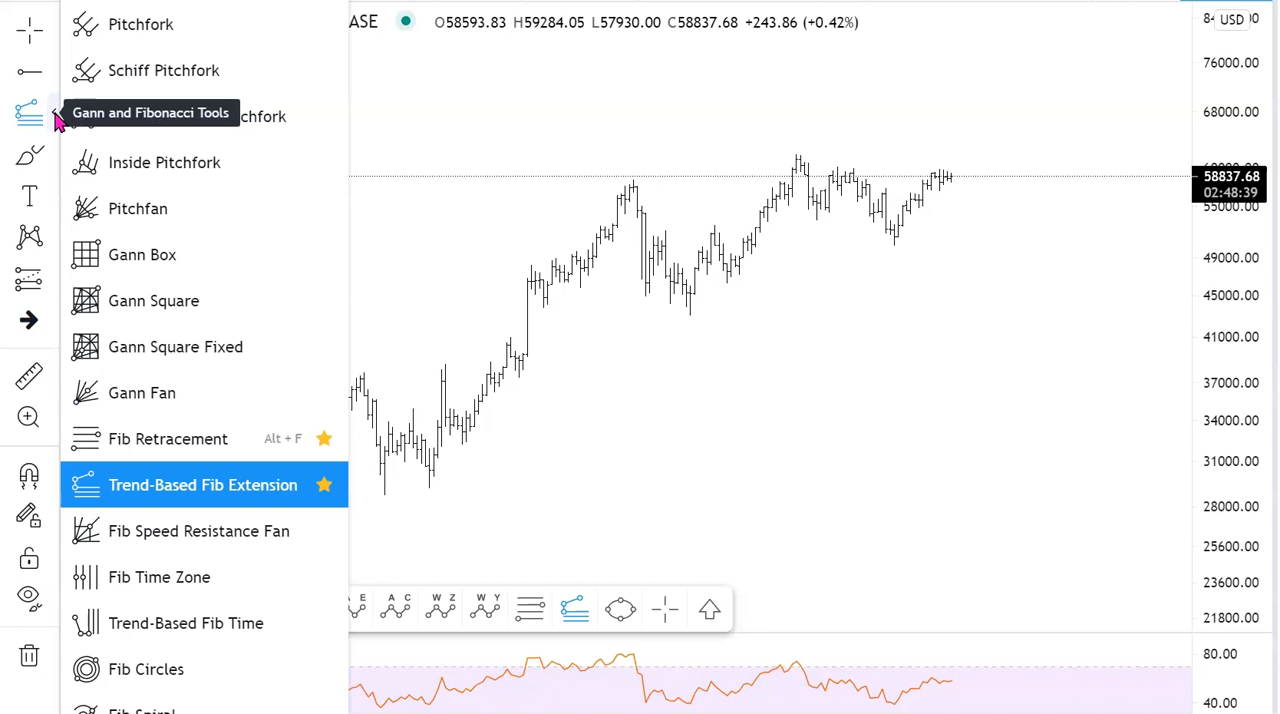 Pitchfork
ASE O58593.83 H59284.05 L57930.00 C58837.68 +243.86 (+0.42%)
USD
Schiff Pitchfork
76000.00
Gann and Fibonacci Tools
chfork
68000.00
Inside Pitchfork
58837.68
02:48:39
Pitchfan
55000.00
Gann Box
49000.00
Gann Square
45000.00
Gann Square Fixed
41000.00
Gann Fan
37000.00
34000.00
Fib Retracement Alt + F
31000.00
Trend-Based Fib Extension
28000.00
Fib Speed Resistance Fan
25600.00
Fib Time Zone
23600.00
E A C W Z W Y
Trend-Based Fib Time
21800.00
80.00
Fib Circles
40.00
Fib Spiral
T